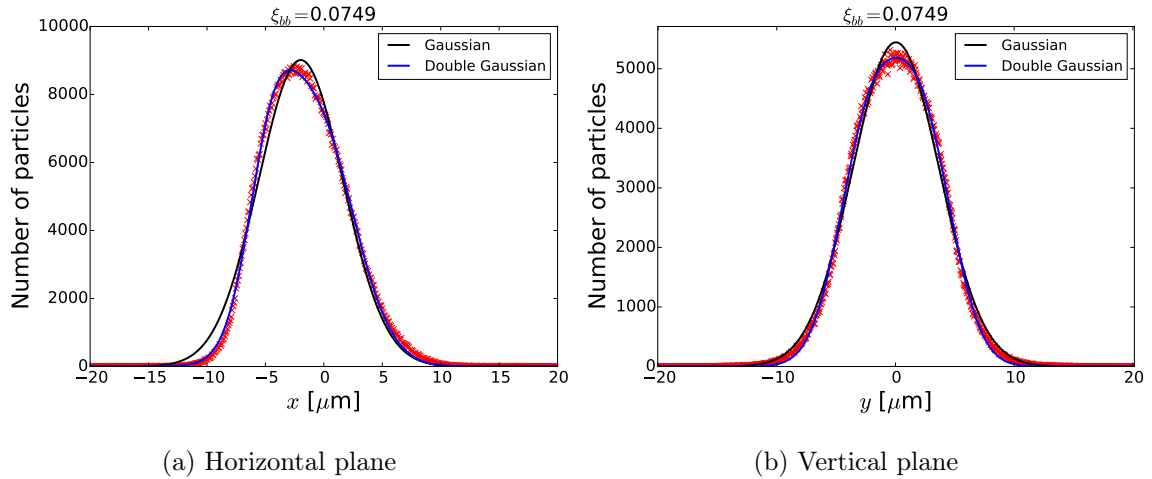 ξbb=0.0749
Number of particles
10000
8000
6000
4000
2000
0
Gaussian
Double Gaussian
−20 −15 −10 −5 0 5 10 15 20
x [μm]
(a) Horizontal plane
ξbb=0.0749
Number of particles
5000
4000
3000
2000
1000
0
Gaussian
Double Gaussian
−20 −10 0 10 20
y [μm]
(b) Vertical plane